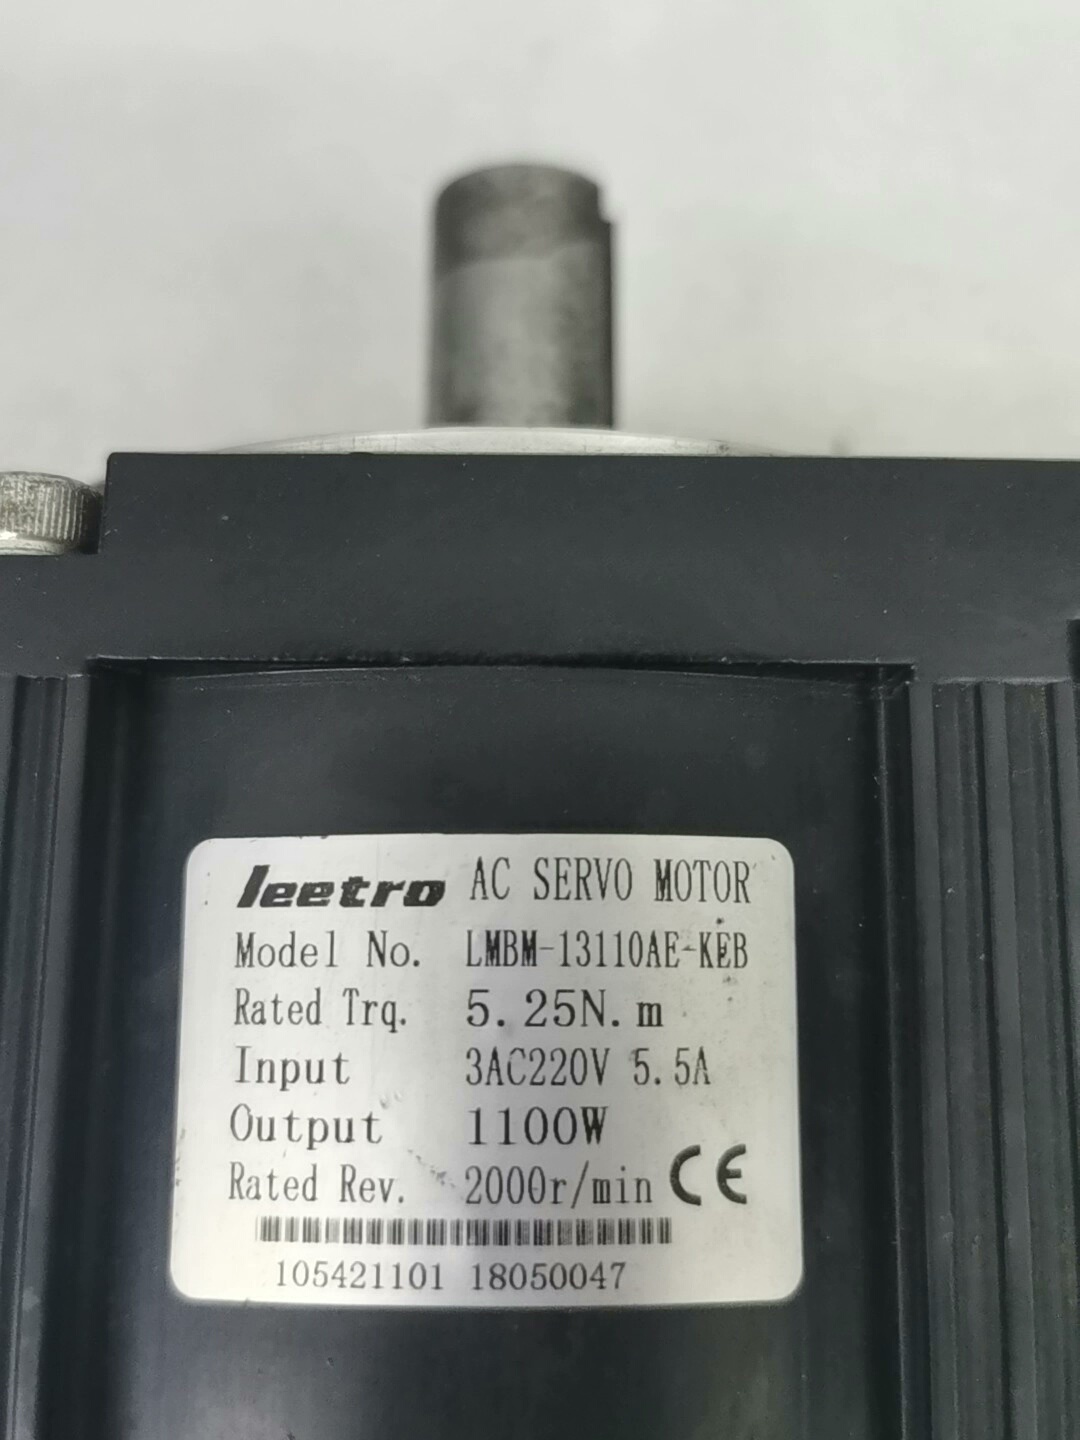 leetro AC SERVO MOTOR
Model No. LMBM-13110AE-KEB
Rated Trq. 5.25N.m
Input 3AC220V 5.5A
Output 1100W
Rated Rev. 2000r/min CE
105421101 18050047